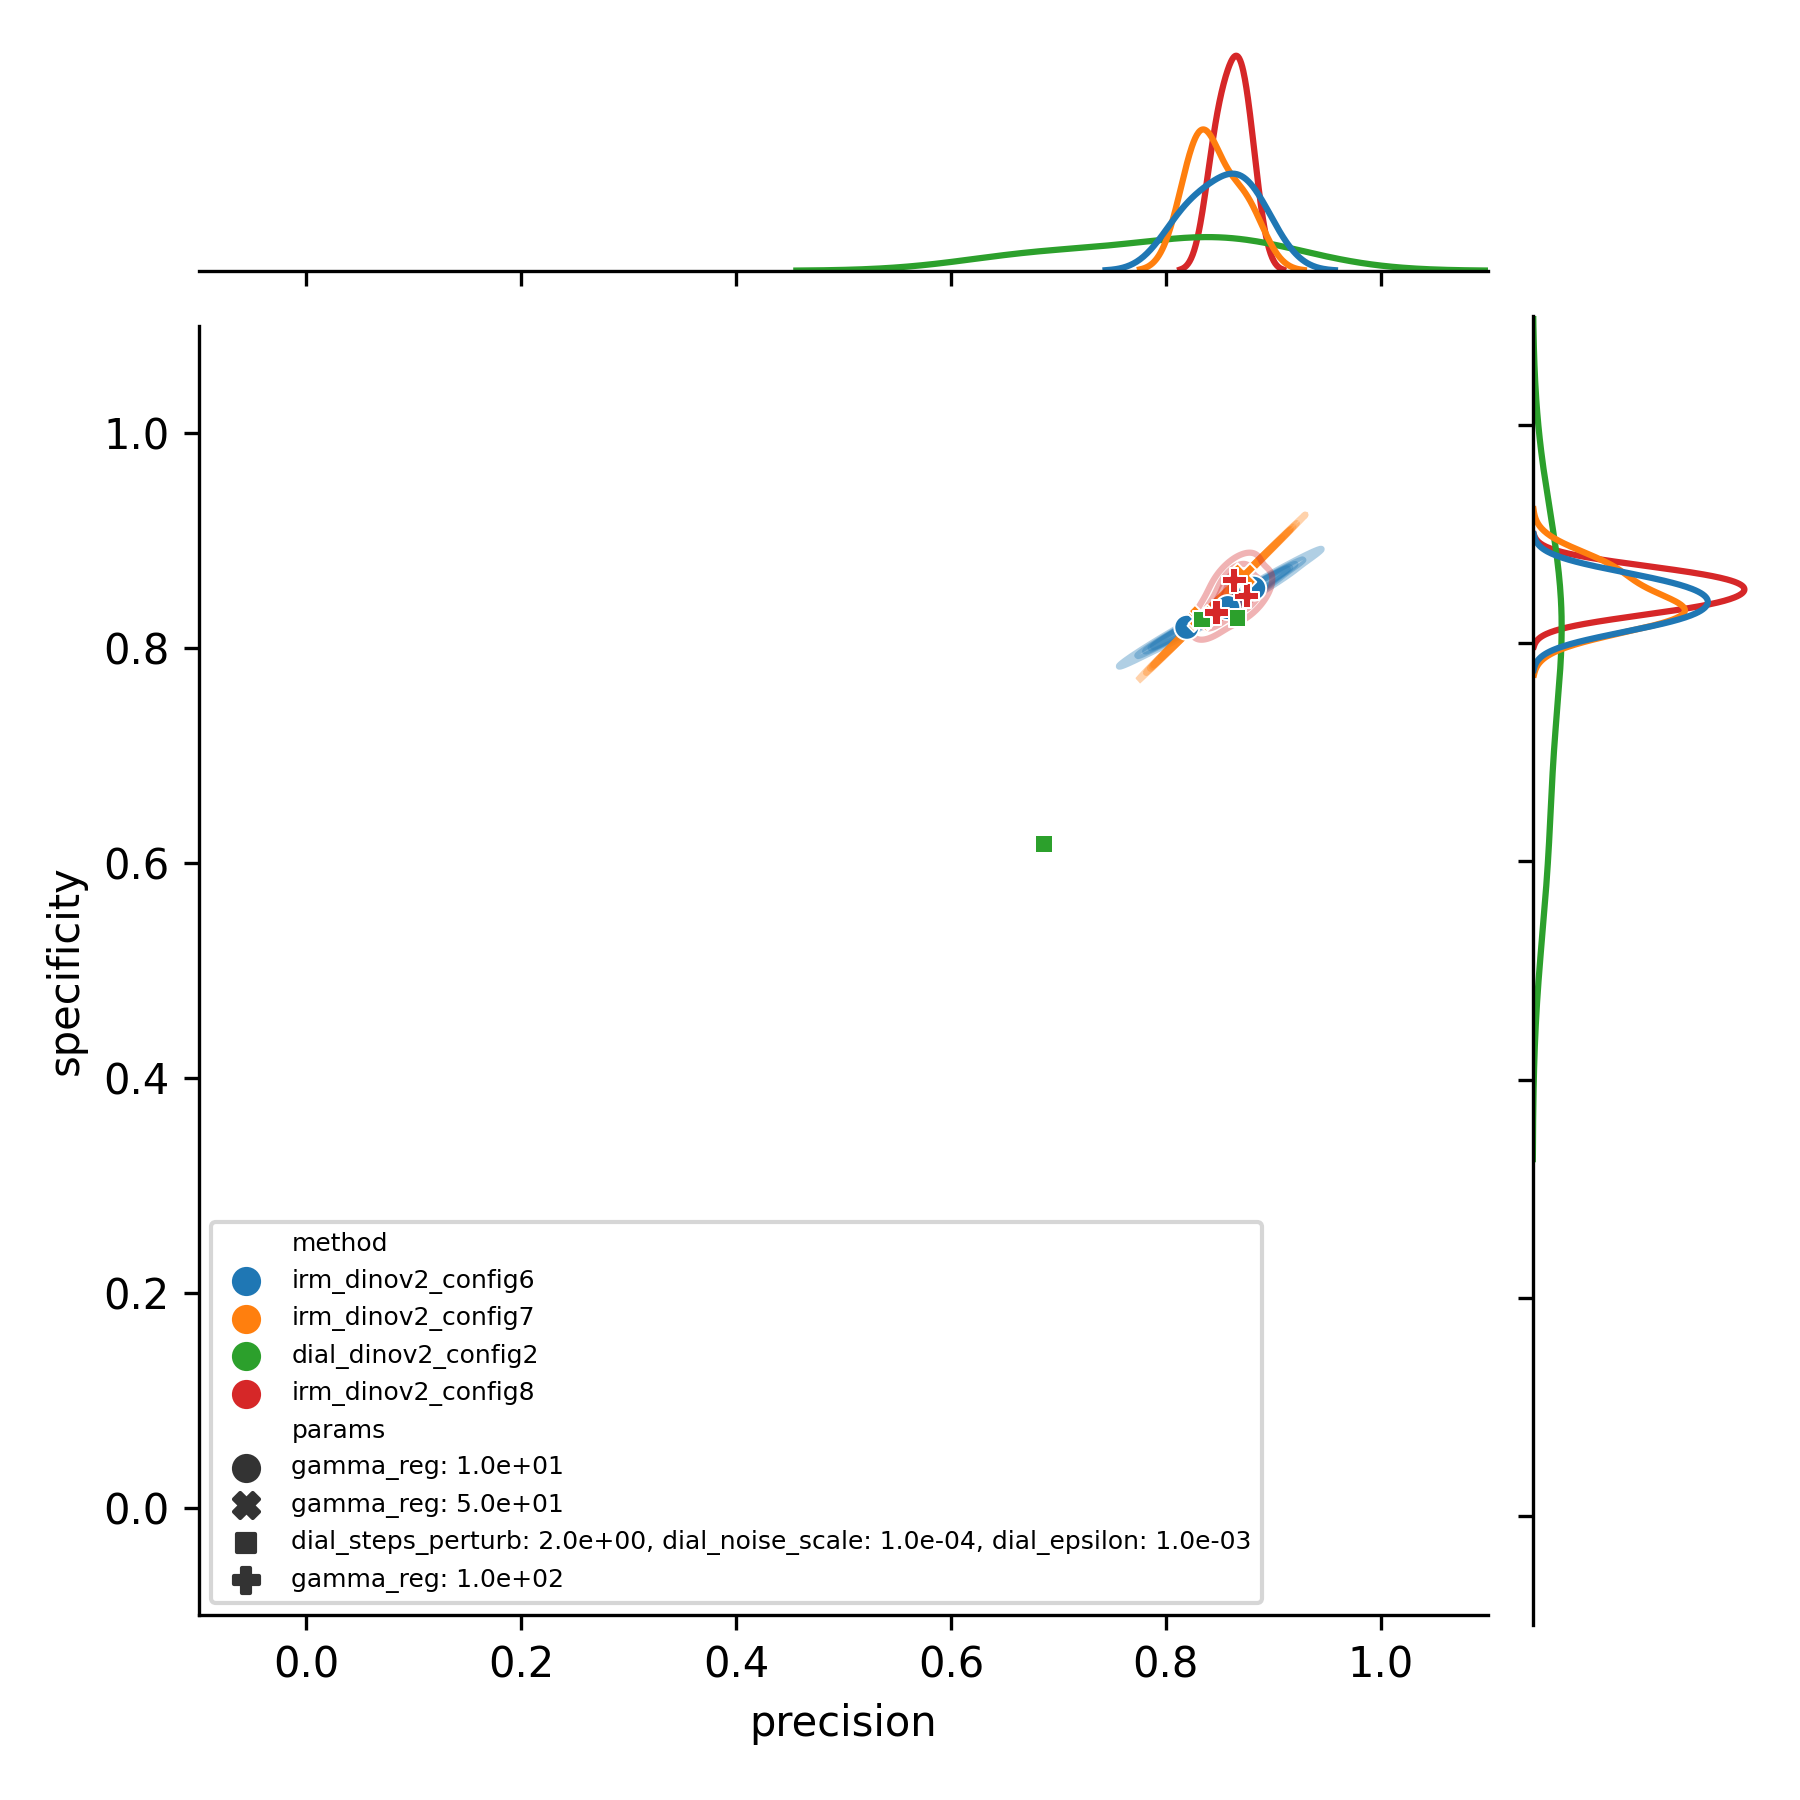 1.0
0.8
0.6
0.4
0.2
0.0
specificity
method
irm_dinov2_config6
irm_dinov2_config7
dial_dinov2_config2
irm_dinov2_config8
params
gamma_reg: 1.0e+01
gamma_reg: 5.0e+01
dial_steps_perturb: 2.0e+00, dial_noise_scale: 1.0e-04, dial_epsilon: 1.0e-03
gamma_reg: 1.0e+02
0.0 0.2 0.4 0.6 0.8 1.0
precision